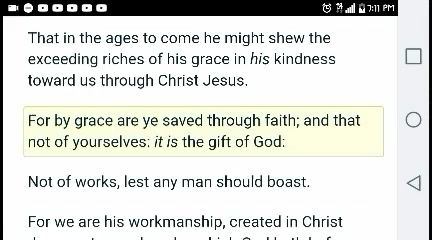 7:11 PM
That in the ages to come he might shew the
exceeding riches of his grace in his kindness
toward us through Christ Jesus.
For by grace are ye saved through faith; and that
not of yourselves: it is the gift of God:
Not of works, lest any man should boast.
For we are his workmanship, created in Christ